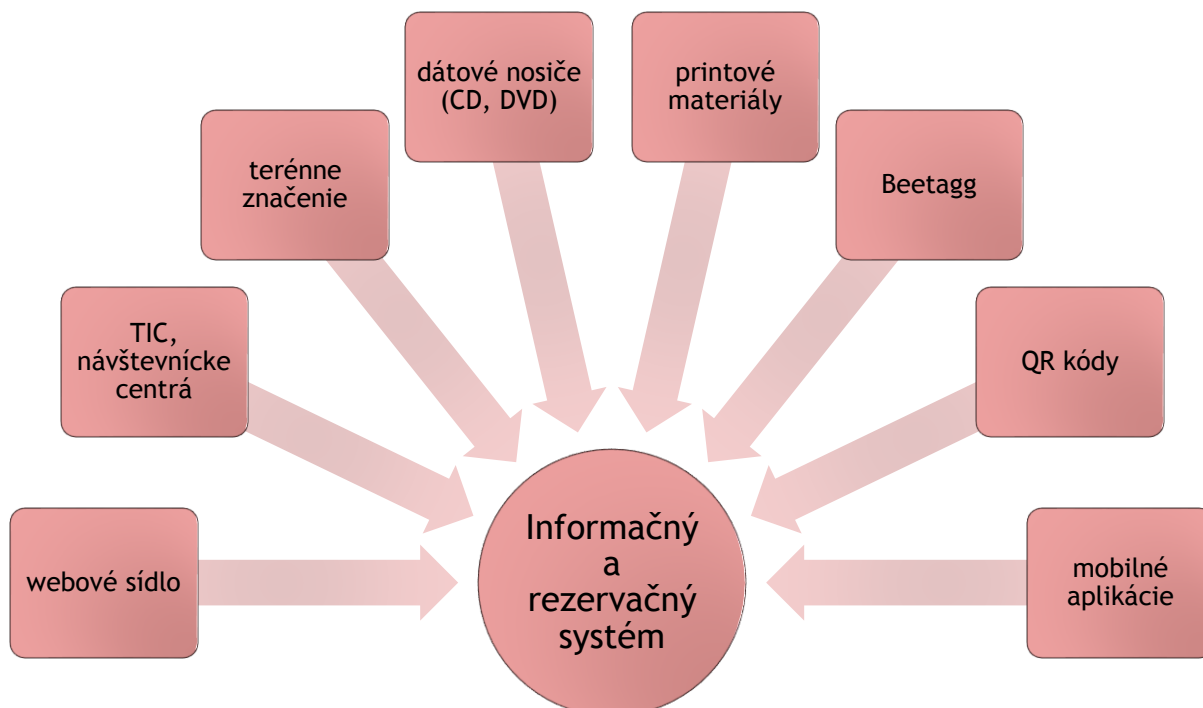 dátové nosiče
(CD, DVD)
printové
materiály
terénne
značenie
Beetagg
TIC,
návštevnícke
centrá
QR kódy
webové sídlo
Informačný
a
rezervačný
systém
mobilné
aplikácie